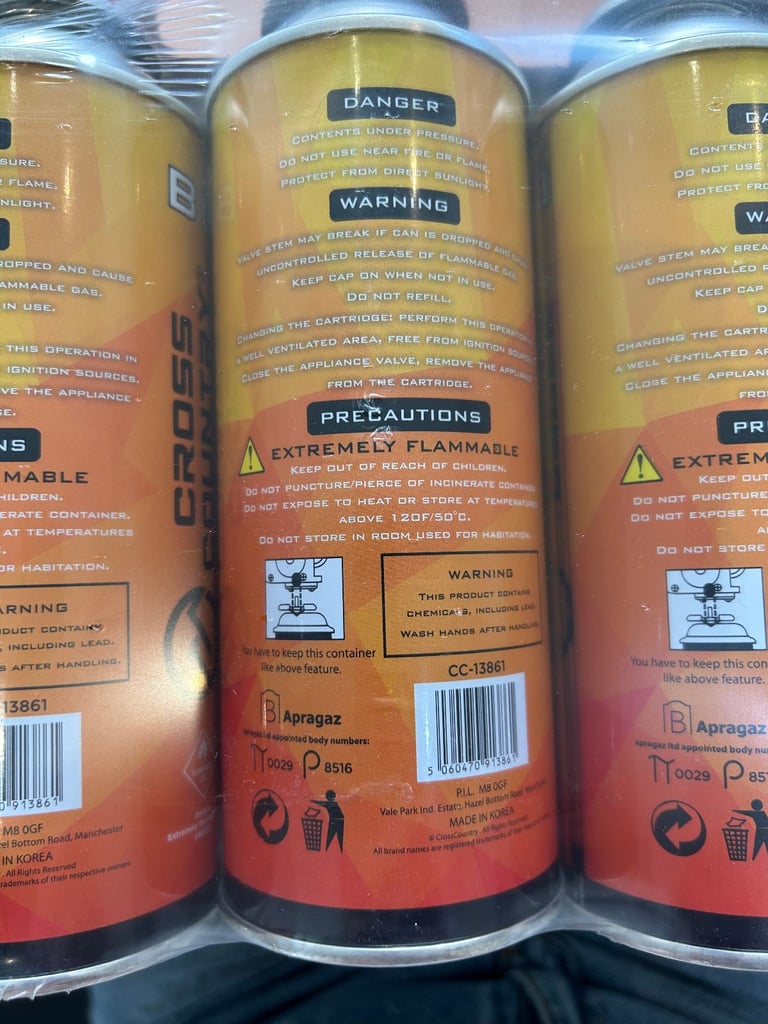 DANGER
CONTENTS UNDER PRESSURE.
DO NOT USE NEAR FIRE OR FLAME.
PROTECT FROM DIRECT SUNLIGHT.
WARNING
VALVE STEM MAY BREAK IF CAN IS DROPPED AND CAUSE
UNCONTROLLED RELEASE OF FLAMMABLE GAS.
KEEP CAP ON WHEN NOT IN USE.
DO NOT REFILL.
CHANGING THE CARTRIDGE: PERFORM THIS OPERATION IN
A WELL VENTILATED AREA, FREE FROM IGNITION SOURCES.
CLOSE THE APPLIANCE VALVE, REMOVE THE APPLIANCE
FROM THE CARTRIDGE.
PRECAUTIONS
EXTREMELY FLAMMABLE
KEEP OUT OF REACH OF CHILDREN.
DO NOT PUNCTURE/PIERCE OF INCINERATE CONTAINER.
DO NOT EXPOSE TO HEAT OR STORE AT TEMPERATURES
ABOVE 120F/50°C.
DO NOT STORE IN ROOM USED FOR HABITATION.
WARNING
THIS PRODUCT CONTAINS
CHEMICALS, INCLUDING LEAD.
WASH HANDS AFTER HANDLING.
You have to keep this container
like above feature.
CC-13861
B Apragaz
apragaz ltd appointed body numbers:
0029 P 8516
5 060470 913861
P.I.L. M8 0GF
Vale Park Ind. Estate, Hazel Bottom Road, Manchester
MADE IN KOREA
© CrossCountry. All Rights Reserved
All brand names are registered trademarks of their respective owners
CROSS
COUNTRY